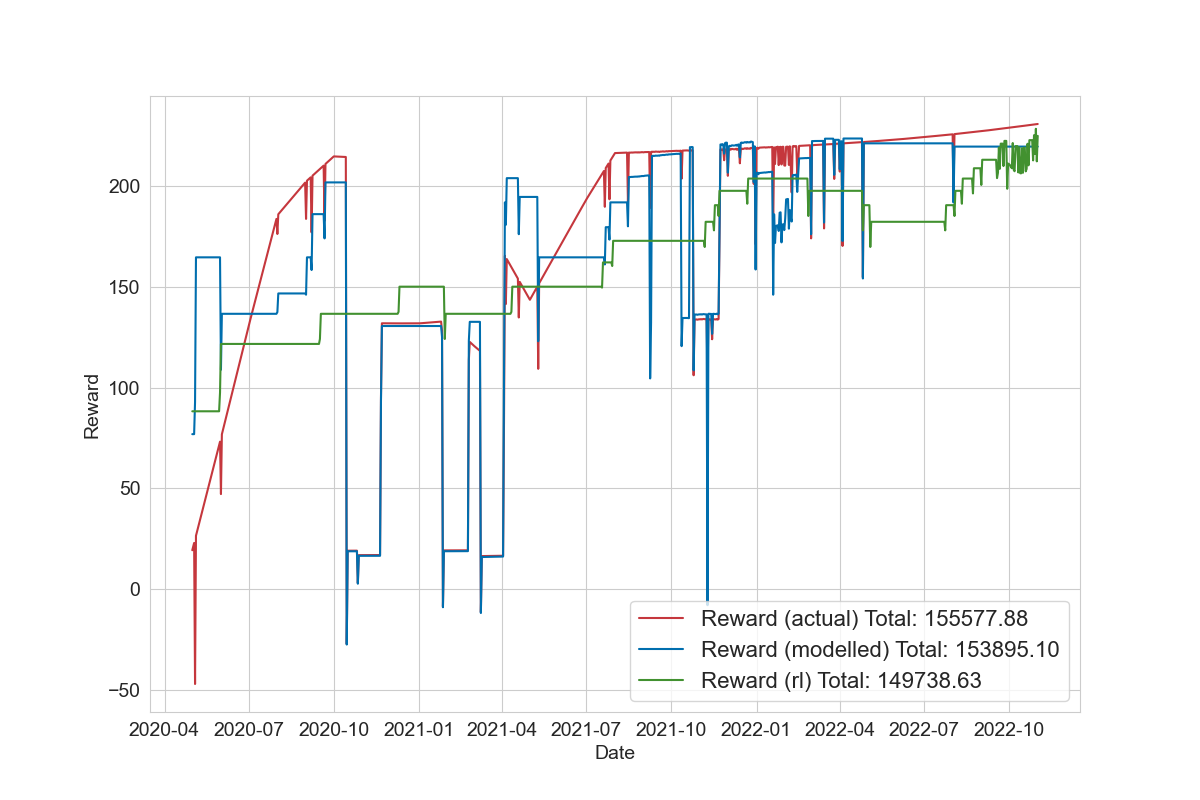 200
150
100
50
0
−50
Reward
2020-04 2020-07 2020-10 2021-01 2021-04 2021-07 2021-10 2022-01 2022-04 2022-07 2022-10
Date
Reward (actual) Total: 155577.88
Reward (modelled) Total: 153895.10
Reward (rl) Total: 149738.63